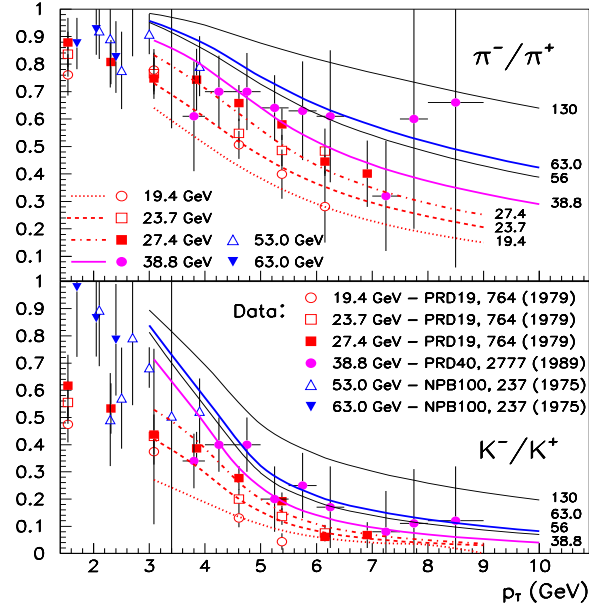 1
0.9
0.8
0.7
0.6
0.5
0.4
0.3
0.2
0.1
π⁻/π⁺
130
63.0
56
38.8
27.4
23.7
19.4
19.4 GeV
23.7 GeV
27.4 GeV
38.8 GeV
53.0 GeV
63.0 GeV
1
0.9
0.8
0.7
0.6
0.5
0.4
0.3
0.2
0.1
0
Data:
19.4 GeV – PRD19, 764 (1979)
23.7 GeV – PRD19, 764 (1979)
27.4 GeV – PRD19, 764 (1979)
38.8 GeV – PRD40, 2777 (1989)
53.0 GeV – NPB100, 237 (1975)
63.0 GeV – NPB100, 237 (1975)
K⁻/K⁺
130
63.0
56
38.8
2 3 4 5 6 7 8 9 10
p_T (GeV)